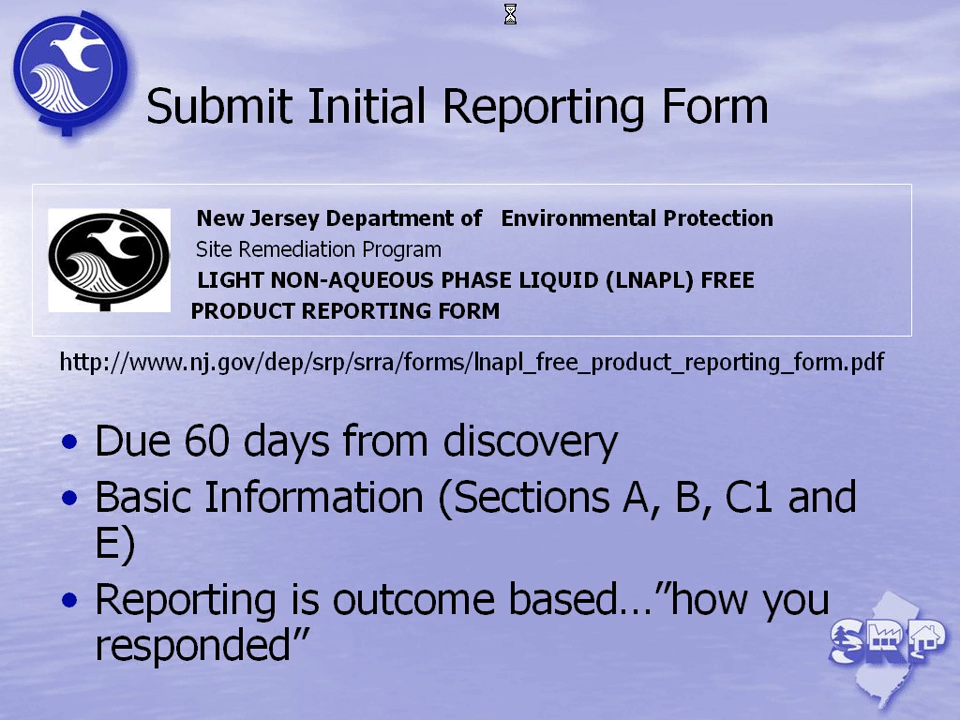 Submit Initial Reporting Form
New Jersey Department of Environmental Protection
Site Remediation Program
LIGHT NON-AQUEOUS PHASE LIQUID (LNAPL) FREE
PRODUCT REPORTING FORM
http://www.nj.gov/dep/srp/srra/forms/lnapl_free_product_reporting_form.pdf
• Due 60 days from discovery
• Basic Information (Sections A, B, C1 and
E)
• Reporting is outcome based…”how you
responded”
SRP